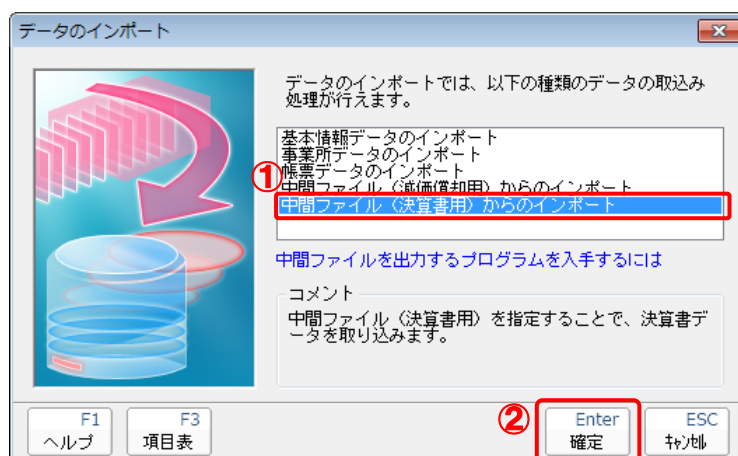 データのインポート
データのインポートでは、以下の種類のデータの取込み
処理が行えます。
基本情報データのインポート
事業所データのインポート
帳票データのインポート
①
中間ファイル（減価償却用）からのインポート
中間ファイル（決算書用）からのインポート
中間ファイルを出力するプログラムを入手するには
コメント
中間ファイル（決算書用）を指定することで、決算書デ
ータを取り込みます。
F1
ヘルプ
F3
項目表
②
Enter
確定
ESC
ｷｬﾝｾﾙ